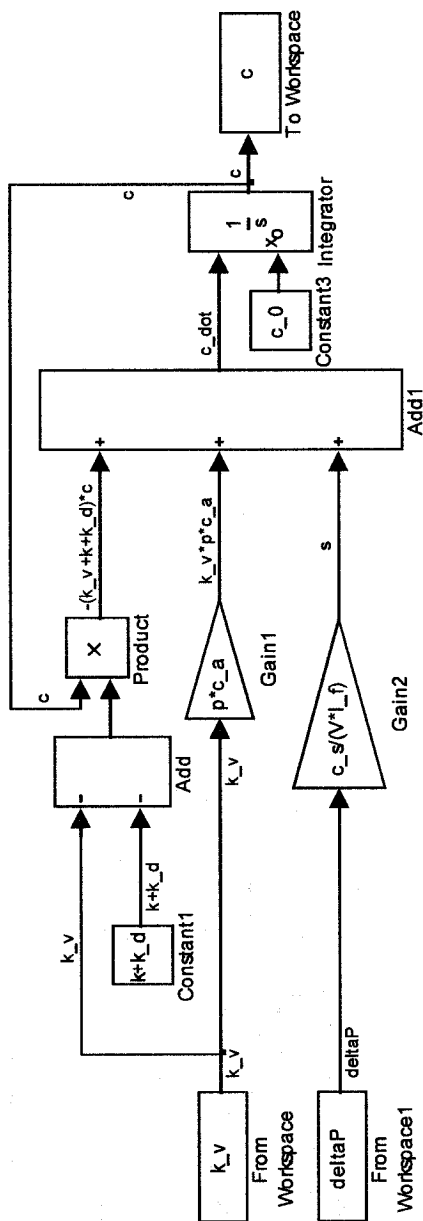 c
k_v
-
-
Add
k+k_d
k+k_d
Constant1
c
×
Product
-(k_v+k+k_d)*c
k_v
From
Workspace
k_v
k_v
p*c_a
Gain1
k_v*p*c_a
deltaP
From
Workspace1
deltaP
c_s/(V*l_f)
Gain2
s
+
+
+
Add1
c_dot
c_0
Constant3
1
s
xo
Integrator
c
c
To Workspace